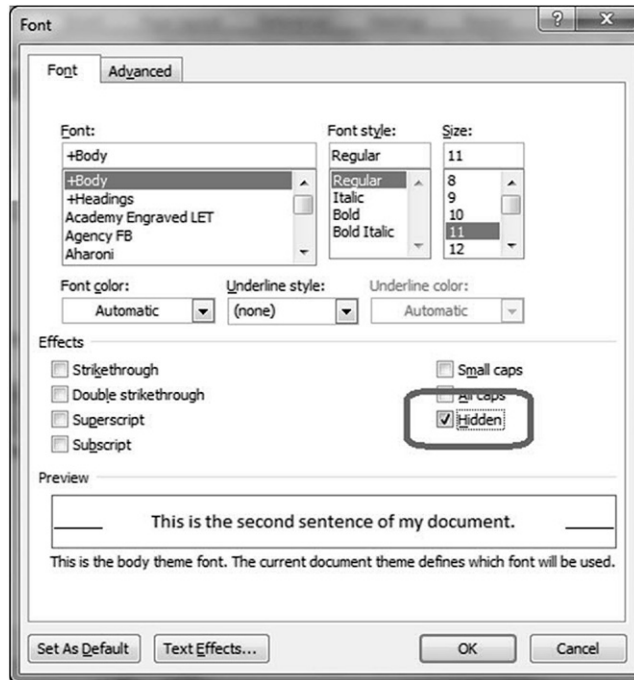 Font
Font Advanced
Font: Font style: Size:
+Body Regular 11
+Body Regular 8
+Headings Italic 9
Academy Engraved LET Bold 10
Agency FB Bold Italic 11
Aharoni 12
Font color: Underline style: Underline color:
Automatic (none) Automatic
Effects
Strikethrough Small caps
Double strikethrough All caps
Superscript Hidden
Subscript
Preview
This is the second sentence of my document.
This is the body theme font. The current document theme defines which font will be used.
Set As Default Text Effects... OK Cancel